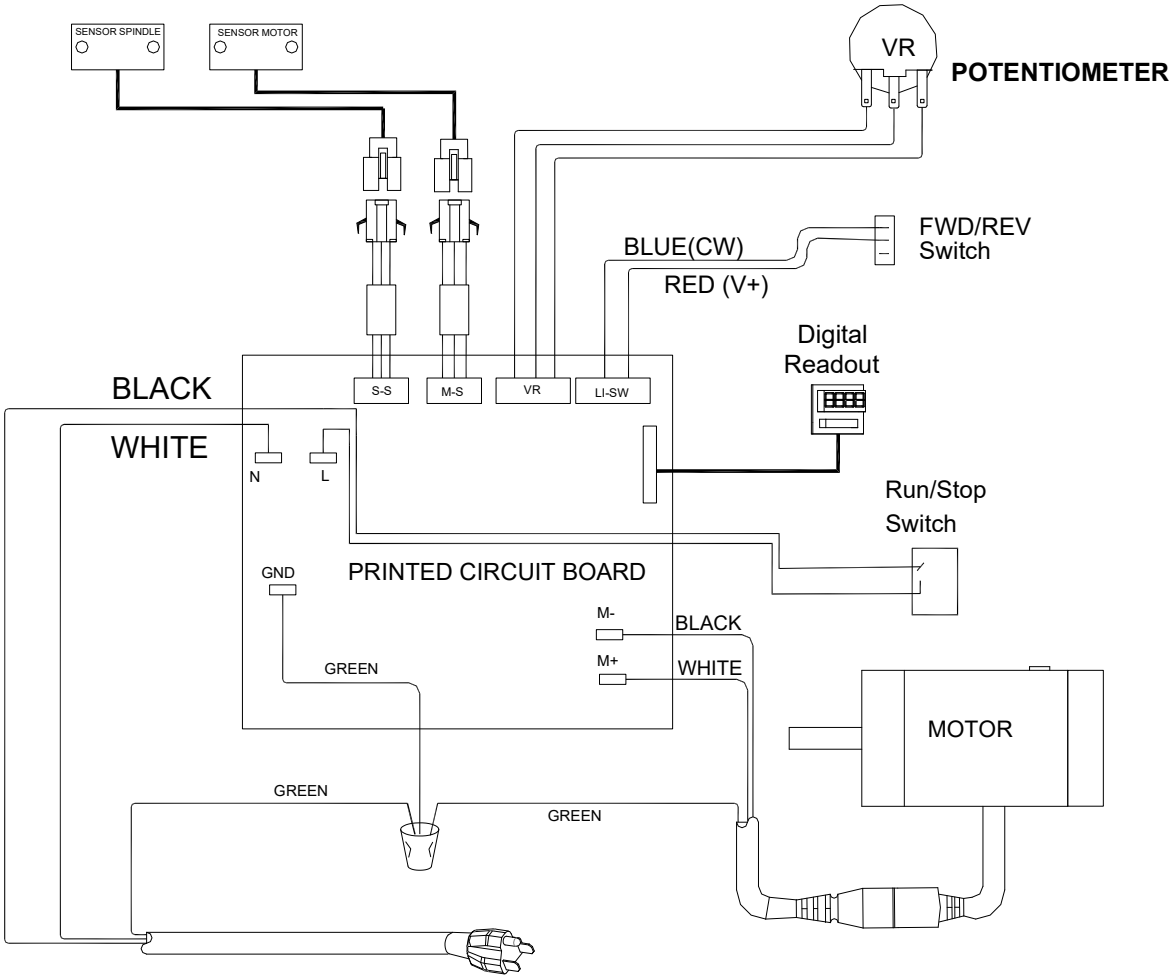 SENSOR SPINDLE
SENSOR MOTOR
VR
POTENTIOMETER
FWD/REV
Switch
BLUE(CW)
RED (V+)
Digital
Readout
BLACK
WHITE
S-S
M-S
VR
LI-SW
N
L
Run/Stop
Switch
GND
PRINTED CIRCUIT BOARD
M-
BLACK
M+
WHITE
GREEN
MOTOR
GREEN
GREEN